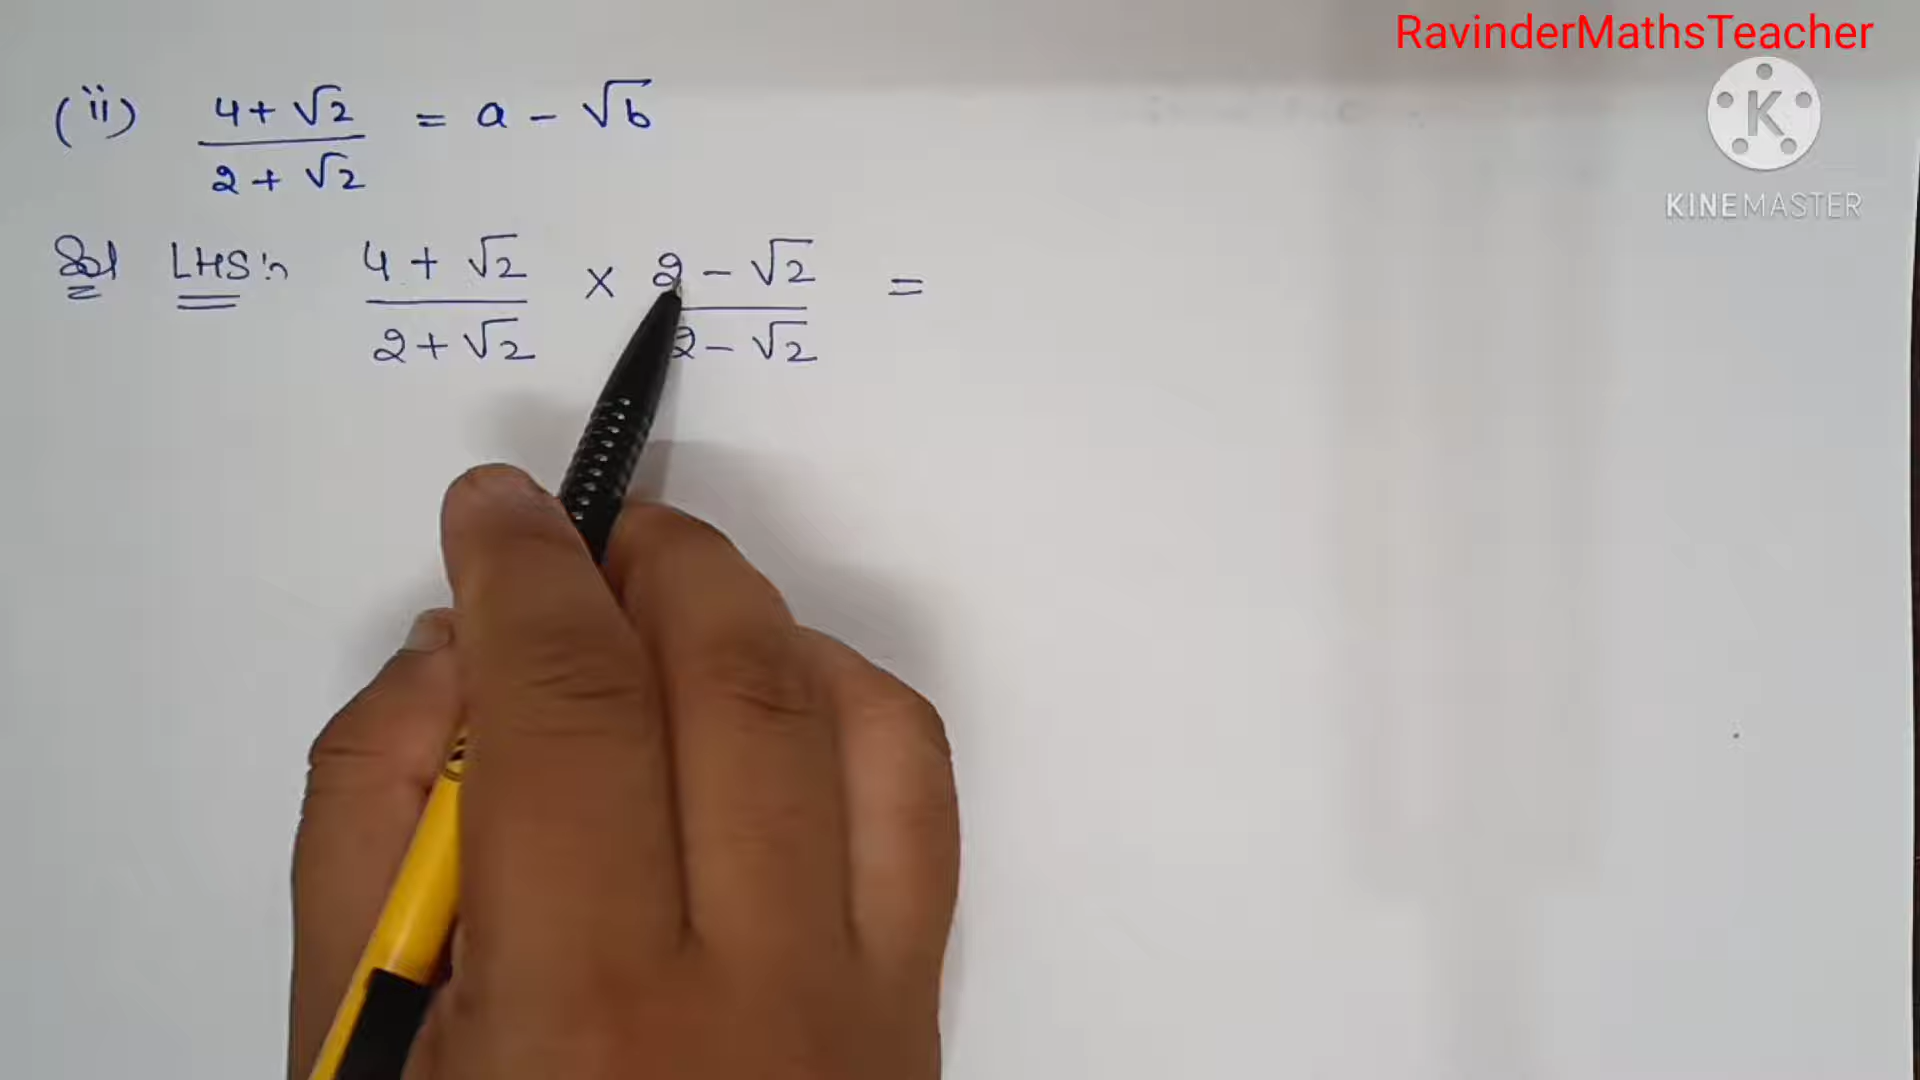 RavinderMathsTeacher
KINEMASTER
(ii) 4+√2 / 2+√2 = a - √b
Sol LHS:- 4+√2 / 2+√2 × 2-√2 / 2-√2 =